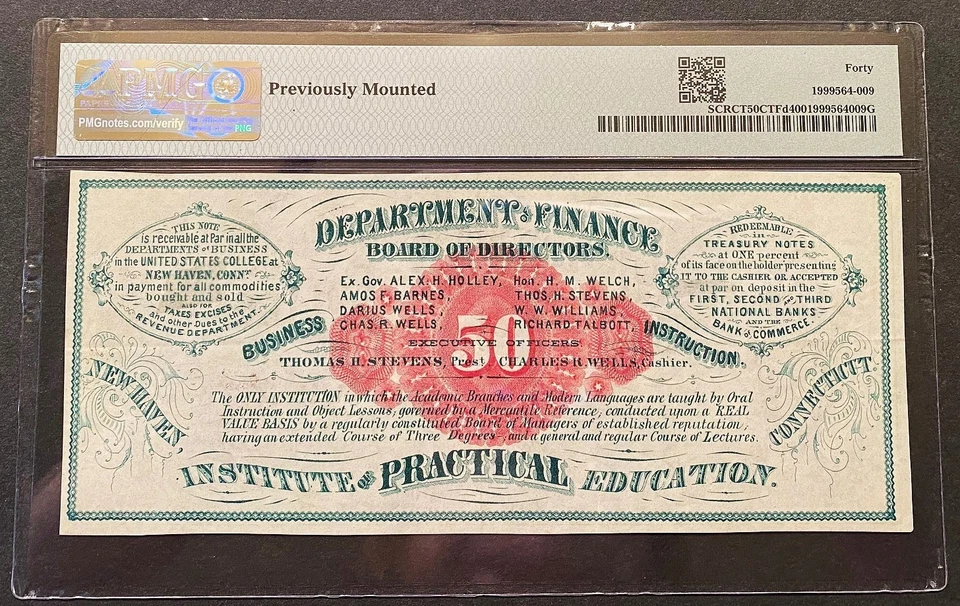 PMG
PMGnotes.com/verify
PNG
Previously Mounted
Forty
1999564-009
SCRCT50CTFd4001999564009G
THIS NOTE
is receivable at Par in all the
DEPARTMENTS of BUSINESS
in the UNITED STATES COLLEGE at
NEW HAVEN, CONNT
in payment for all commodities
bought and sold
ALSO FOR
TAXES EXCISES
and other Dues to the
REVENUE DEPARTMENT.
DEPARTMENT of FINANCE
BOARD OF DIRECTORS.
Ex. Gov. ALEX. H. HOLLEY, Hon. H. M. WELCH,
AMOS F. BARNES, THOS. H. STEVENS,
DARIUS WELLS, W. W. WILLIAMS,
CHAS. R. WELLS, RICHARD TALBOTT,
50
BUSINESS INSTRUCTION.
EXECUTIVE OFFICERS
THOMAS H. STEVENS, Prest CHARLES R. WELLS, Cashier.
REDEEMABLE
in
TREASURY NOTES
at ONE percent
of its face on the holder presenting
IT TO THE CASHIER OR ACCEPTED
at par on deposit in the
FIRST, SECOND AND THIRD
NATIONAL BANKS
AND THE
BANK of COMMERCE.
NEW HAVEN,
CONNECTICUT.
The ONLY INSTITUTION in which the Academic Branches and Modern Languages are taught by Oral
Instruction and Object Lessons, governed by a Mercantile Reference, conducted upon a REAL
VALUE BASIS by a regularly constituted Board of Managers of established reputation,
having an extended Course of Three Degrees, and a general and regular Course of Lectures.
INSTITUTE of PRACTICAL EDUCATION.